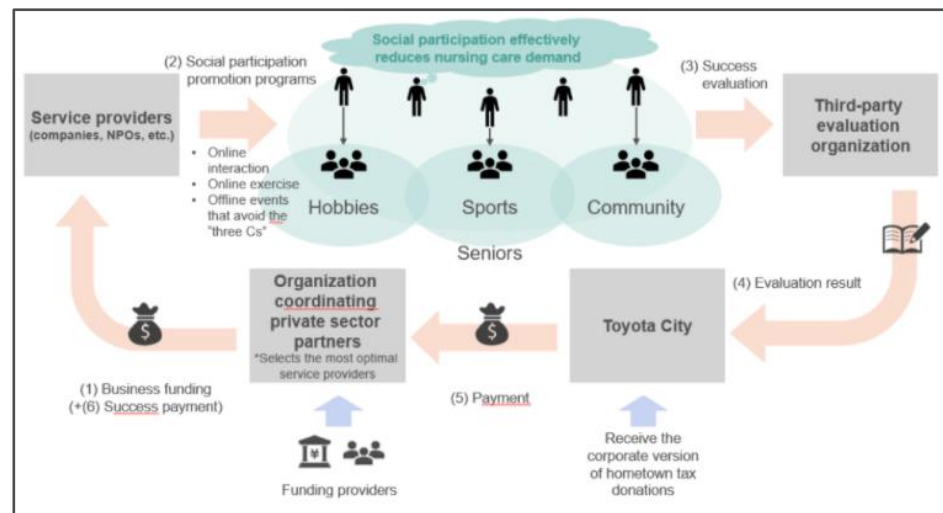 Social participation effectively
reduces nursing care demand
(2) Social participation
promotion programs
(3) Success
evaluation
Service providers
(companies, NPOs, etc.)
Third-party
evaluation
organization
• Online
interaction
• Online exercise
• Offline events
that avoid the
"three Cs"
Hobbies
Sports
Community
Seniors
Organization
coordinating
private sector
partners
*Selects the most optimal
service providers
Toyota City
(4) Evaluation result
$
$
(1) Business funding
(+(6) Success payment)
(5) Payment
¥
Funding providers
Receive the
corporate version
of hometown tax
donations